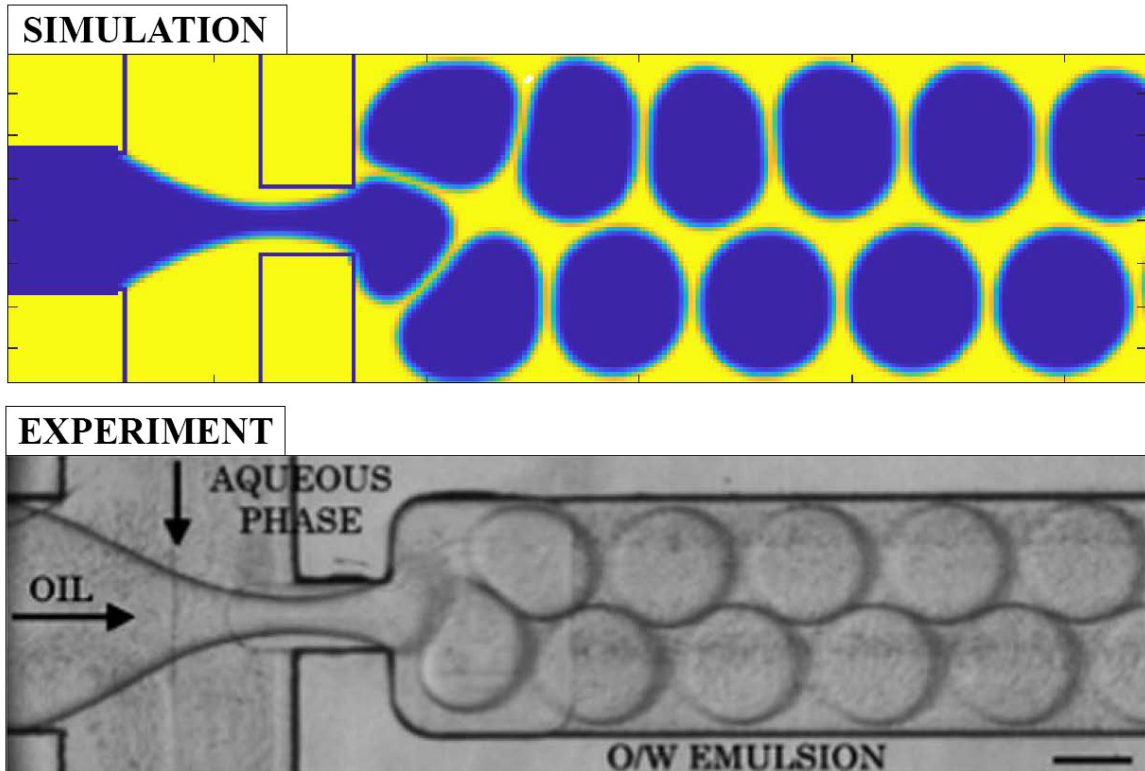 SIMULATION
EXPERIMENT
AQUEOUS
PHASE
OIL
O/W EMULSION